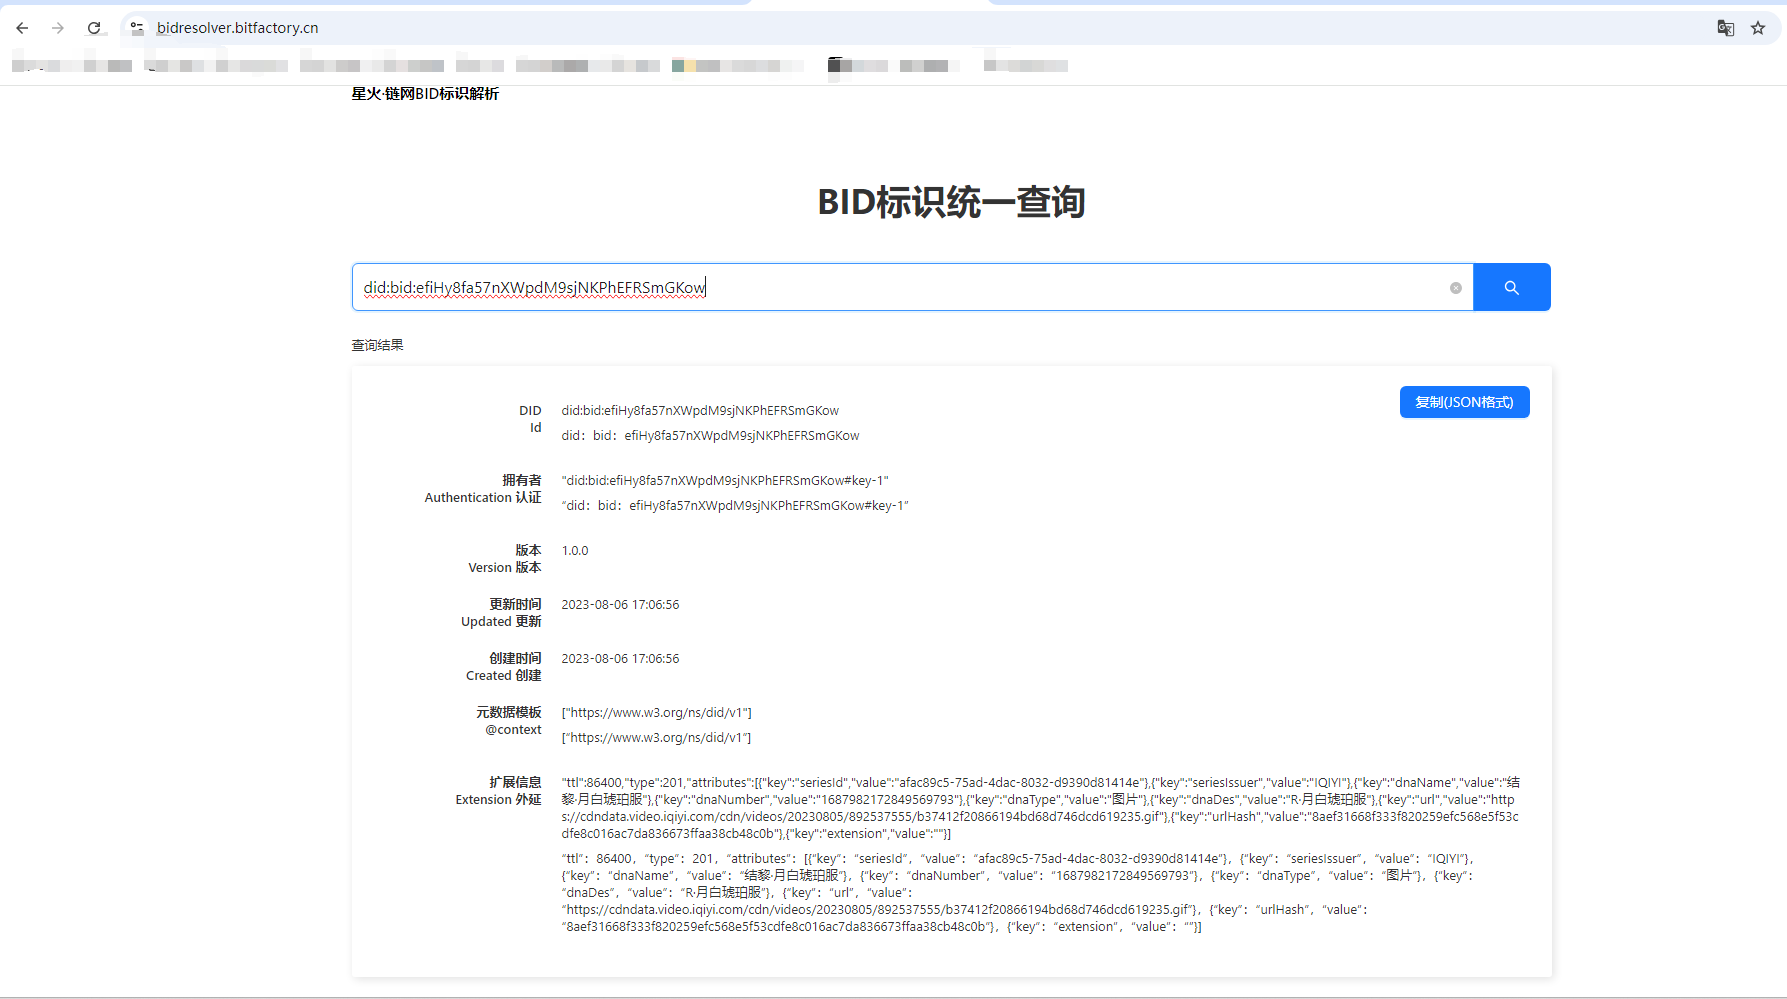 bidresolver.bitfactory.cn
星火·链网BID标识解析
BID标识统一查询
did:bid:efiHy8fa57nXWpdM9sjNKPhEFRSmGKow
查询结果
复制(JSON格式)
DID
Id
did:bid:efiHy8fa57nXWpdM9sjNKPhEFRSmGKow
did：bid：efiHy8fa57nXWpdM9sjNKPhEFRSmGKow
拥有者
Authentication 认证
"did:bid:efiHy8fa57nXWpdM9sjNKPhEFRSmGKow#key-1"
“did：bid：efiHy8fa57nXWpdM9sjNKPhEFRSmGKow#key-1”
版本
Version 版本
1.0.0
更新时间
Updated 更新
2023-08-06 17:06:56
创建时间
Created 创建
2023-08-06 17:06:56
元数据模板
@context
["https://www.w3.org/ns/did/v1"]
[“https://www.w3.org/ns/did/v1”]
扩展信息
Extension 外延
"ttl":86400,"type":201,"attributes":[{"key":"seriesId","value":"afac89c5-75ad-4dac-8032-d9390d81414e"},{"key":"seriesIssuer","value":"IQIYI"},{"key":"dnaName","value":"结
黎·月白琥珀服"},{"key":"dnaNumber","value":"1687982172849569793"},{"key":"dnaType","value":"图片"},{"key":"dnaDes","value":"R·月白琥珀服"},{"key":"url","value":"http
s://cdndata.video.iqiyi.com/cdn/videos/20230805/892537555/b37412f20866194bd68d746dcd619235.gif"},{"key":"urlHash","value":"8aef31668f333f820259efc568e5f53c
dfe8c016ac7da836673ffaa38cb48c0b"},{"key":"extension","value":""}]
“ttl”：86400，“type”：201，“attributes”：[{“key”：“seriesId”，“value”：“afac89c5-75ad-4dac-8032-d9390d81414e”}，{“key”：“seriesIssuer”，“value”：“IQIYI”}，
{“key”：“dnaName”，“value”：“结黎·月白琥珀服”}，{“key”：“dnaNumber”，“value”：“1687982172849569793”}，{“key”：“dnaType”，“value”：“图片”}，{“key”：
“dnaDes”，“value”：“R·月白琥珀服”}，{“key”：“url”，“value”：
“https://cdndata.video.iqiyi.com/cdn/videos/20230805/892537555/b37412f20866194bd68d746dcd619235.gif”}，{“key”：“urlHash”，“value”：
“8aef31668f333f820259efc568e5f53cdfe8c016ac7da836673ffaa38cb48c0b”}，{“key”：“extension”，“value”：“”}]